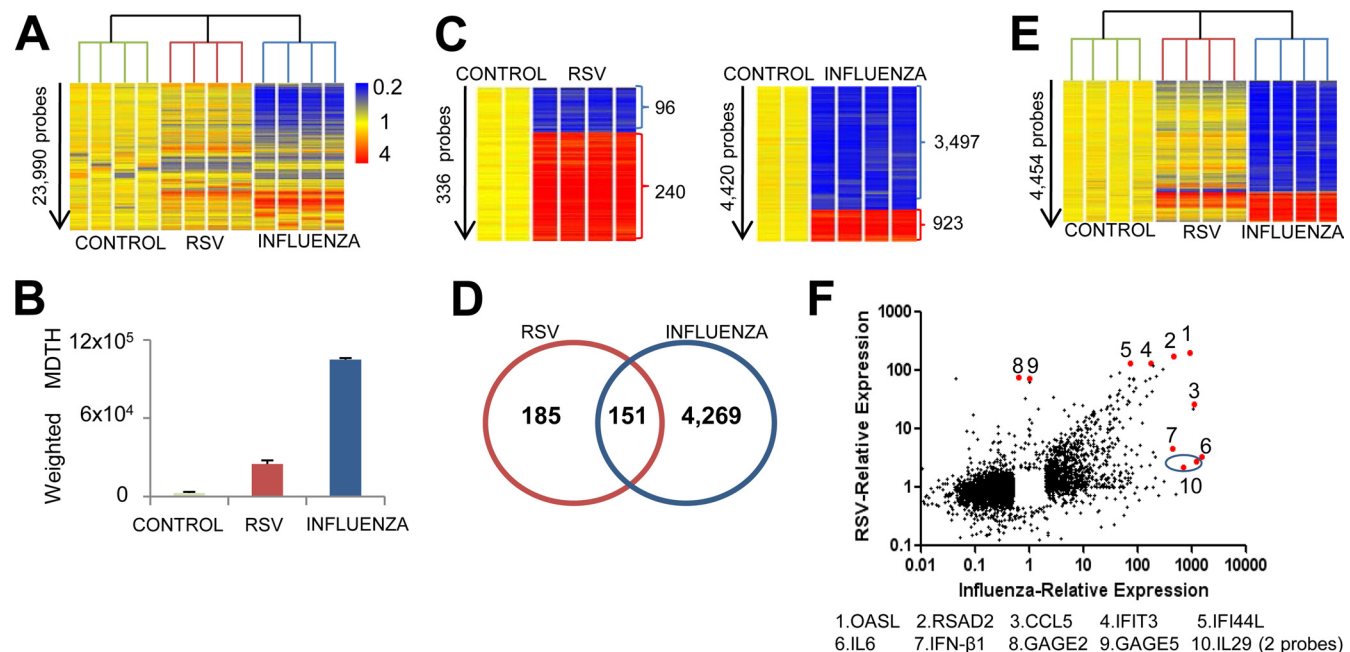 A
23,990 probes
0.2
1
4
CONTROL RSV INFLUENZA
B
Weighted MDTH
12x10⁵
6x10⁴
0
CONTROL RSV INFLUENZA
C
CONTROL RSV
336 probes
96
240
CONTROL INFLUENZA
4,420 probes
3,497
923
D
RSV INFLUENZA
185 151 4,269
E
4,454 probes
CONTROL RSV INFLUENZA
F
RSV-Relative Expression
1000
100
10
1
0.1
0.01 0.1 1 10 100 1000 10000
Influenza-Relative Expression
8 9 5 4 2 1
3
7 6
10
1.OASL 2.RSAD2 3.CCL5 4.IFIT3 5.IFI44L
6.IL6 7.IFN-β1 8.GAGE2 9.GAGE5 10.IL29 (2 probes)